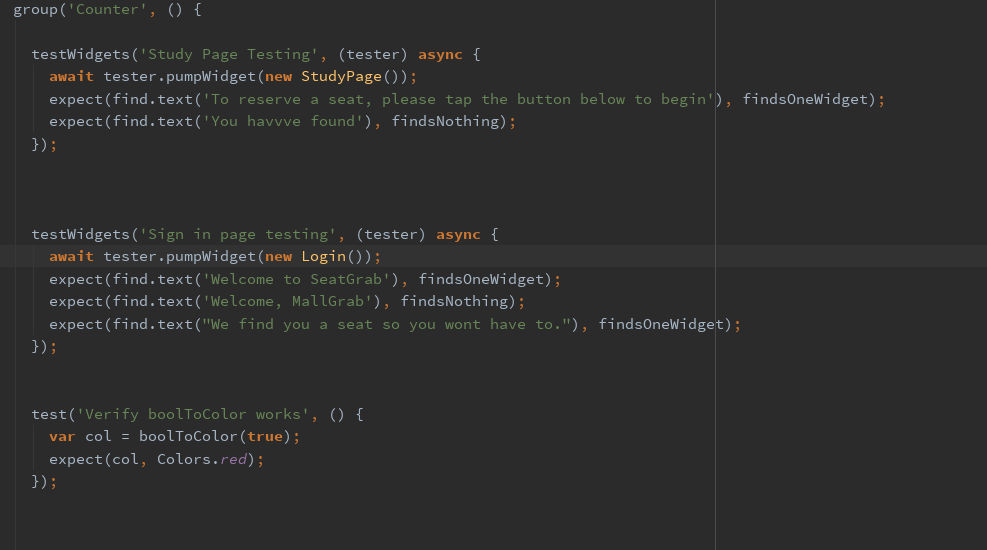 group('Counter', () {
testWidgets('Study Page Testing', (tester) async {
await tester.pumpWidget(new StudyPage());
expect(find.text('To reserve a seat, please tap the button below to begin'), findsOneWidget);
expect(find.text('You havvve found'), findsNothing);
});
testWidgets('Sign in page testing', (tester) async {
await tester.pumpWidget(new Login());
expect(find.text('Welcome to SeatGrab'), findsOneWidget);
expect(find.text('Welcome, MallGrab'), findsNothing);
expect(find.text("We find you a seat so you wont have to."), findsOneWidget);
});
test('Verify boolToColor works', () {
var col = boolToColor(true);
expect(col, Colors.red);
});